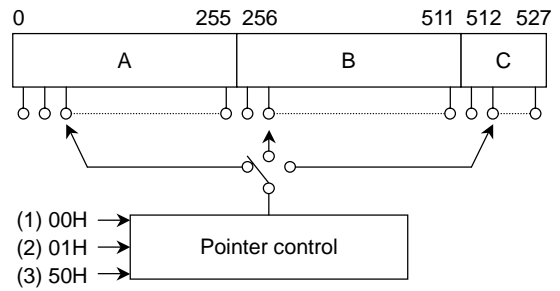 0 255 256 511 512 527
A B C
(1) 00H
(2) 01H Pointer control
(3) 50H